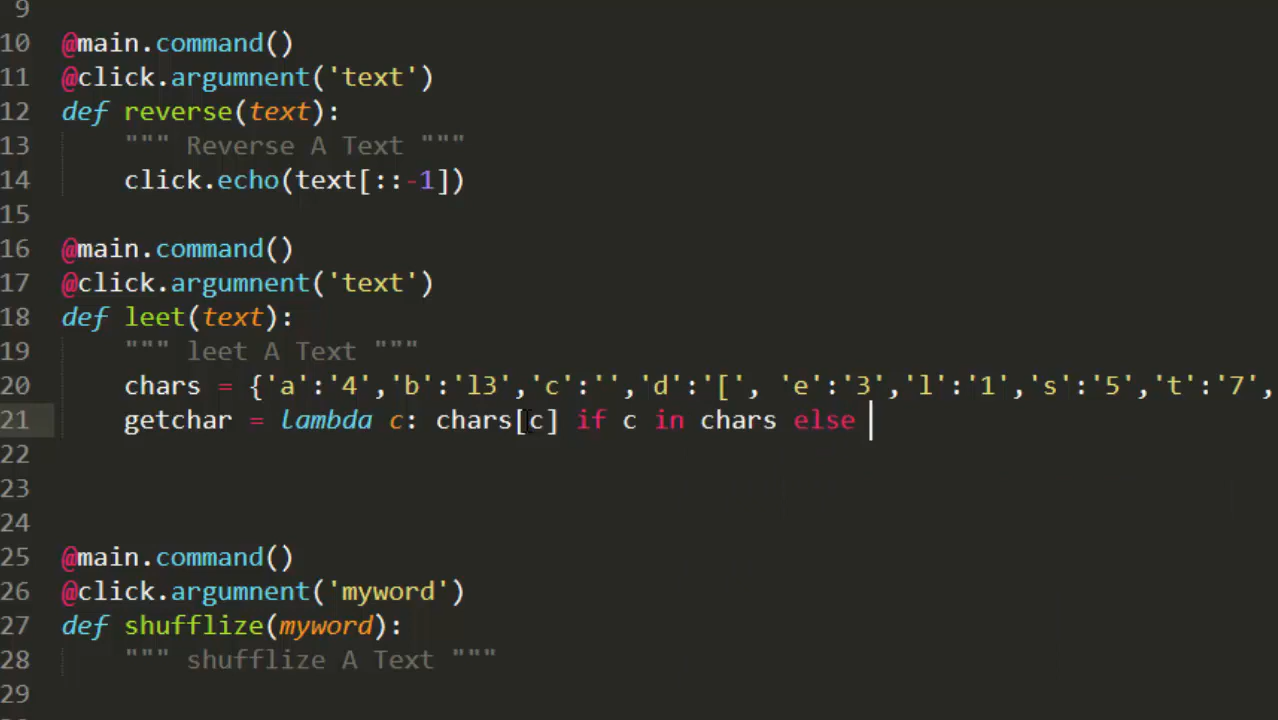 9
10 @main.command()
11 @click.argumnent('text')
12 def reverse(text):
13 """ Reverse A Text """
14 click.echo(text[::-1])
15
16 @main.command()
17 @click.argumnent('text')
18 def leet(text):
19 """ leet A Text """
20 chars = {'a':'4','b':'l3','c':'','d':'[', 'e':'3','l':'1','s':'5','t':'7',
21 getchar = lambda c: chars[c] if c in chars else
22
23
24
25 @main.command()
26 @click.argumnent('myword')
27 def shufflize(myword):
28 """ shufflize A Text """
29